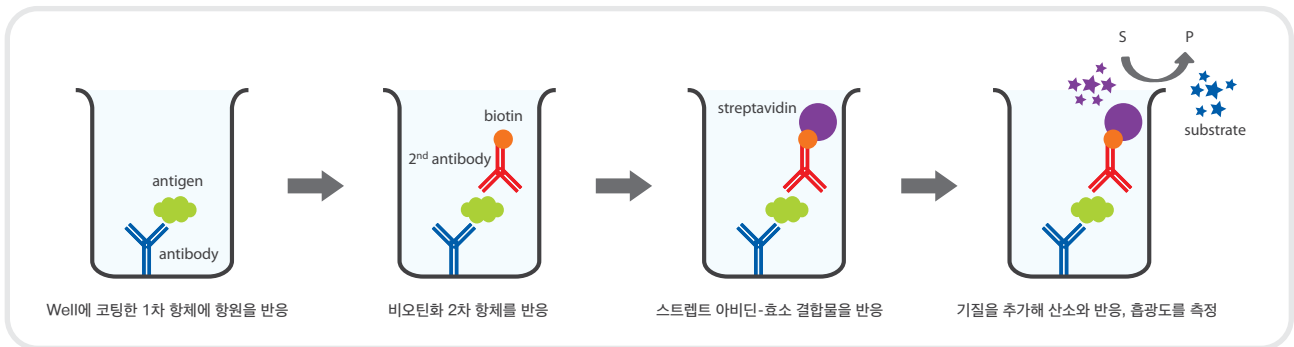 antigen
antibody
Well에 코팅한 1차 항체에 항원을 반응
biotin
2nd antibody
비오틴화 2차 항체를 반응
streptavidin
스트렙트 아비딘-효소 결합물을 반응
S P
substrate
기질을 추가해 산소와 반응, 흡광도를 측정